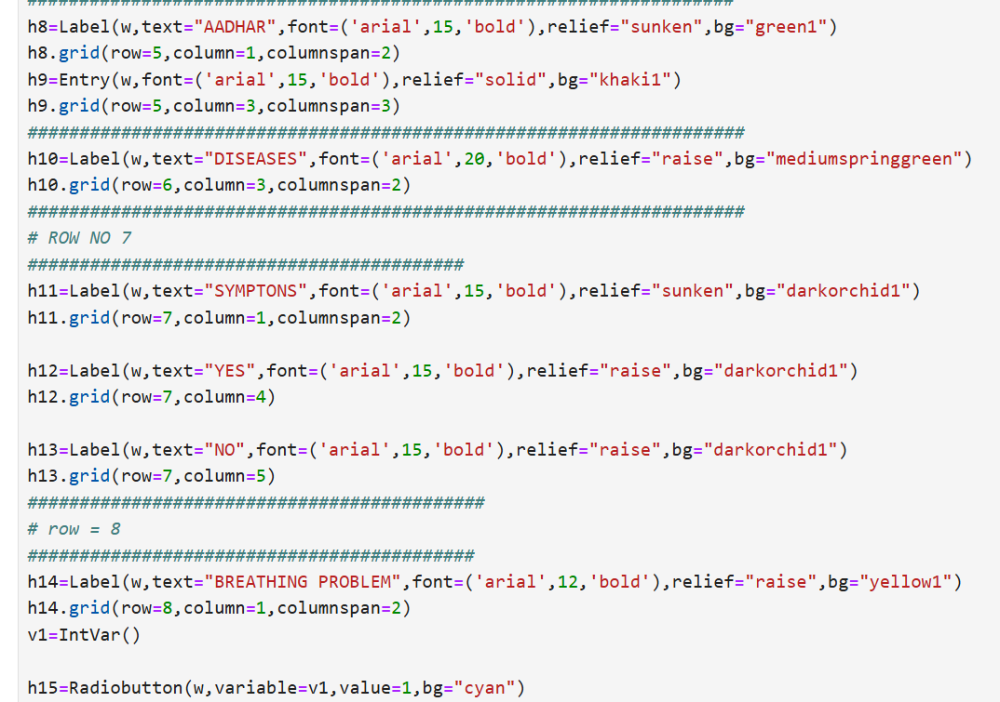 #####################################################################
h8=Label(w,text="AADHAR",font=('arial',15,'bold'),relief="sunken",bg="green1")
h8.grid(row=5,column=1,columnspan=2)
h9=Entry(w,font=('arial',15,'bold'),relief="solid",bg="khaki1")
h9.grid(row=5,column=3,columnspan=3)
#####################################################################
h10=Label(w,text="DISEASES",font=('arial',20,'bold'),relief="raise",bg="mediumspringgreen")
h10.grid(row=6,column=3,columnspan=2)
#####################################################################
# ROW NO 7
##########################################
h11=Label(w,text="SYMPTONS",font=('arial',15,'bold'),relief="sunken",bg="darkorchid1")
h11.grid(row=7,column=1,columnspan=2)
h12=Label(w,text="YES",font=('arial',15,'bold'),relief="raise",bg="darkorchid1")
h12.grid(row=7,column=4)
h13=Label(w,text="NO",font=('arial',15,'bold'),relief="raise",bg="darkorchid1")
h13.grid(row=7,column=5)
############################################
# row = 8
###########################################
h14=Label(w,text="BREATHING PROBLEM",font=('arial',12,'bold'),relief="raise",bg="yellow1")
h14.grid(row=8,column=1,columnspan=2)
v1=IntVar()
h15=Radiobutton(w,variable=v1,value=1,bg="cyan")